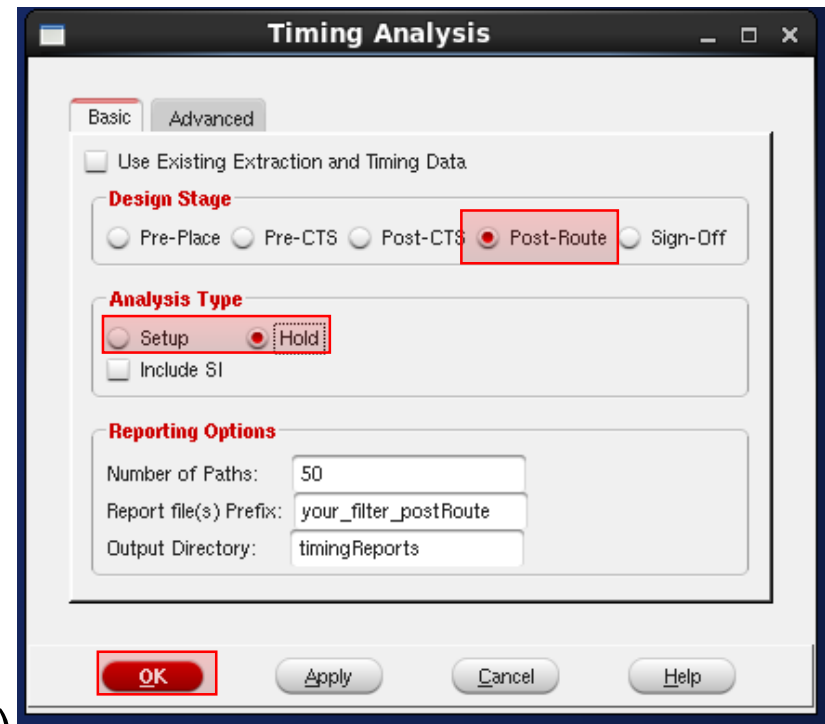 Timing Analysis
Basic Advanced
Use Existing Extraction and Timing Data
Design Stage
Pre-Place Pre-CTS Post-CTS Post-Route Sign-Off
Analysis Type
Setup Hold
Include SI
Reporting Options
Number of Paths: 50
Report file(s) Prefix: your_filter_postRoute
Output Directory: timingReports
OK Apply Cancel Help
)